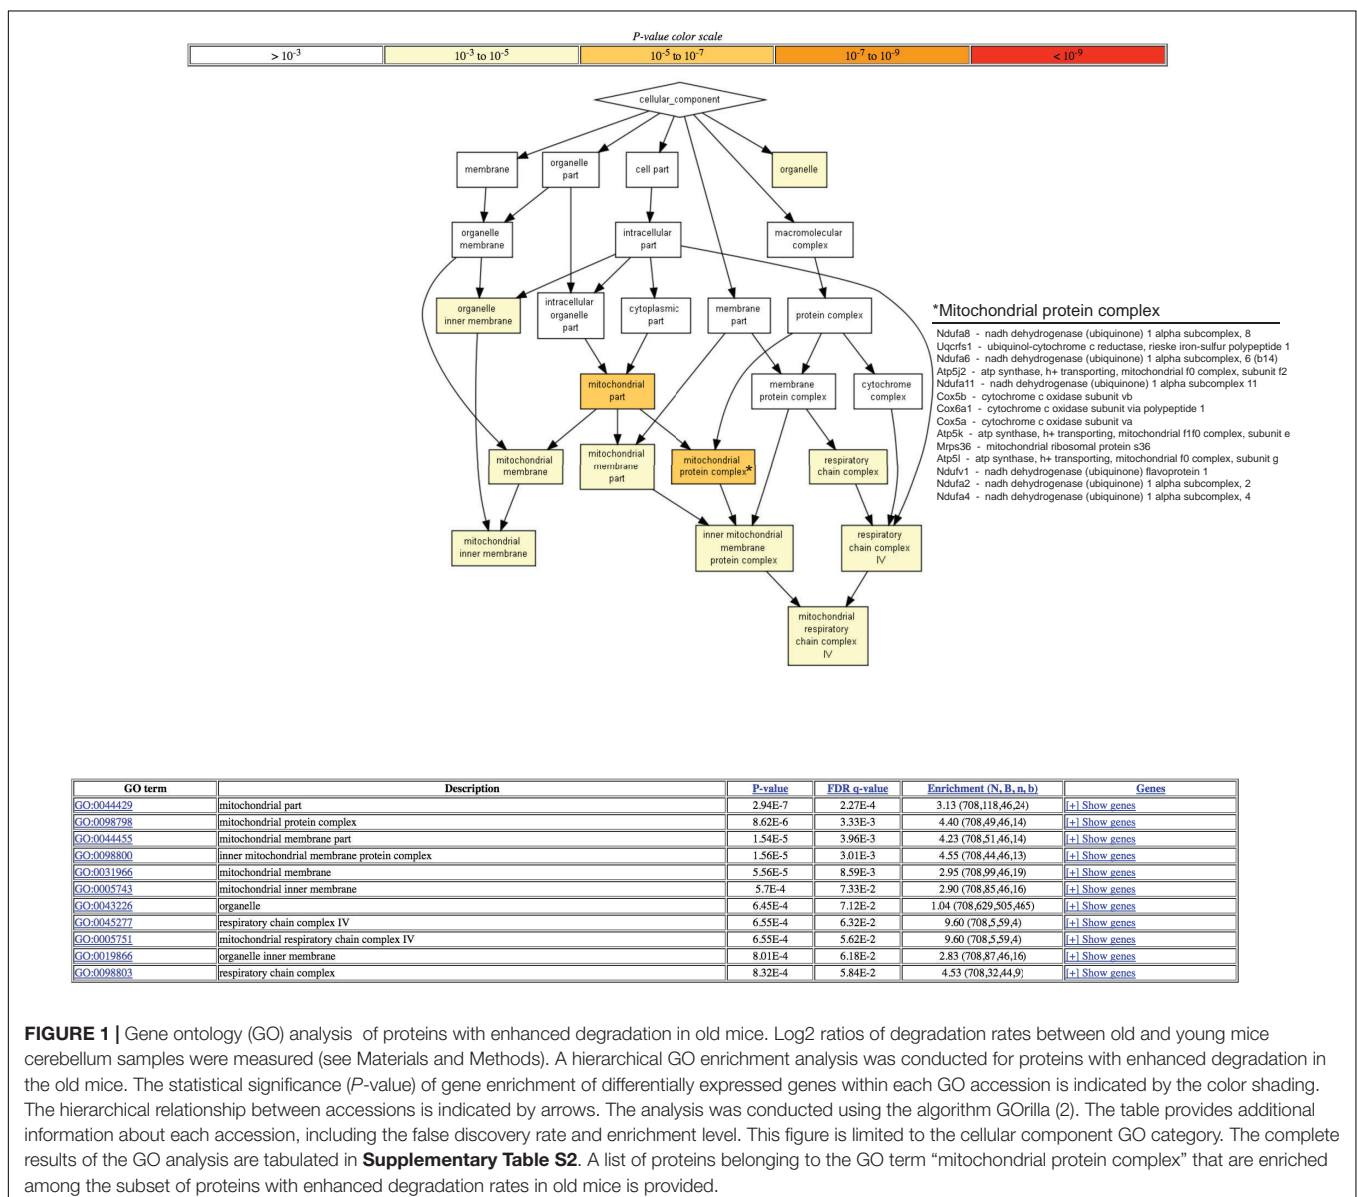 P-value color scale
> 10-3 10-3 to 10-5 10-5 to 10-7 10-7 to 10-9 < 10-9
cellular_component
membrane
organelle
part
cell part
organelle
organelle
membrane
intracellular
part
macromolecular
complex
organelle
inner membrane
intracellular
organelle
part
cytoplasmic
part
membrane
part
protein complex
mitochondrial
part
membrane
protein complex
cytochrome
complex
mitochondrial
membrane
mitochondrial
membrane
part
mitochondrial
protein complex*
respiratory
chain complex
mitochondrial
inner membrane
inner mitochondrial
membrane
protein complex
respiratory
chain complex
IV
mitochondrial
respiratory
chain complex
IV
*Mitochondrial protein complex
Ndufa8 - nadh dehydrogenase (ubiquinone) 1 alpha subcomplex, 8
Uqcrfs1 - ubiquinol-cytochrome c reductase, rieske iron-sulfur polypeptide 1
Ndufa6 - nadh dehydrogenase (ubiquinone) 1 alpha subcomplex, 6 (b14)
Atp5j2 - atp synthase, h+ transporting, mitochondrial f0 complex, subunit f2
Ndufa11 - nadh dehydrogenase (ubiquinone) 1 alpha subcomplex 11
Cox5b - cytochrome c oxidase subunit vb
Cox6a1 - cytochrome c oxidase subunit via polypeptide 1
Cox5a - cytochrome c oxidase subunit va
Atp5k - atp synthase, h+ transporting, mitochondrial f1f0 complex, subunit e
Mrps36 - mitochondrial ribosomal protein s36
Atp5l - atp synthase, h+ transporting, mitochondrial f0 complex, subunit g
Ndufv1 - nadh dehydrogenase (ubiquinone) flavoprotein 1
Ndufa2 - nadh dehydrogenase (ubiquinone) 1 alpha subcomplex, 2
Ndufa4 - nadh dehydrogenase (ubiquinone) 1 alpha subcomplex, 4
GO term Description P-value FDR q-value Enrichment (N, B, n, b) Genes
GO:0044429 mitochondrial part 2.94E-7 2.27E-4 3.13 (708,118,46,24) [+] Show genes
GO:0098798 mitochondrial protein complex 8.62E-6 3.33E-3 4.40 (708,49,46,14) [+] Show genes
GO:0044455 mitochondrial membrane part 1.54E-5 3.96E-3 4.23 (708,51,46,14) [+] Show genes
GO:0098800 inner mitochondrial membrane protein complex 1.56E-5 3.01E-3 4.55 (708,44,46,13) [+] Show genes
GO:0031966 mitochondrial membrane 5.56E-5 8.59E-3 2.95 (708,99,46,19) [+] Show genes
GO:0005743 mitochondrial inner membrane 5.7E-4 7.33E-2 2.90 (708,85,46,16) [+] Show genes
GO:0043226 organelle 6.45E-4 7.12E-2 1.04 (708,629,505,465) [+] Show genes
GO:0045277 respiratory chain complex IV 6.55E-4 6.32E-2 9.60 (708,5,59,4) [+] Show genes
GO:0005751 mitochondrial respiratory chain complex IV 6.55E-4 5.62E-2 9.60 (708,5,59,4) [+] Show genes
GO:0019866 organelle inner membrane 8.01E-4 6.18E-2 2.83 (708,87,46,16) [+] Show genes
GO:0098803 respiratory chain complex 8.32E-4 5.84E-2 4.53 (708,32,44,9) [+] Show genes
FIGURE 1 | Gene ontology (GO) analysis of proteins with enhanced degradation in old mice. Log2 ratios of degradation rates between old and young mice
cerebellum samples were measured (see Materials and Methods). A hierarchical GO enrichment analysis was conducted for proteins with enhanced degradation in
the old mice. The statistical significance (P-value) of gene enrichment of differentially expressed genes within each GO accession is indicated by the color shading.
The hierarchical relationship between accessions is indicated by arrows. The analysis was conducted using the algorithm GOrilla (2). The table provides additional
information about each accession, including the false discovery rate and enrichment level. This figure is limited to the cellular component GO category. The complete
results of the GO analysis are tabulated in Supplementary Table S2. A list of proteins belonging to the GO term “mitochondrial protein complex” that are enriched
among the subset of proteins with enhanced degradation rates in old mice is provided.